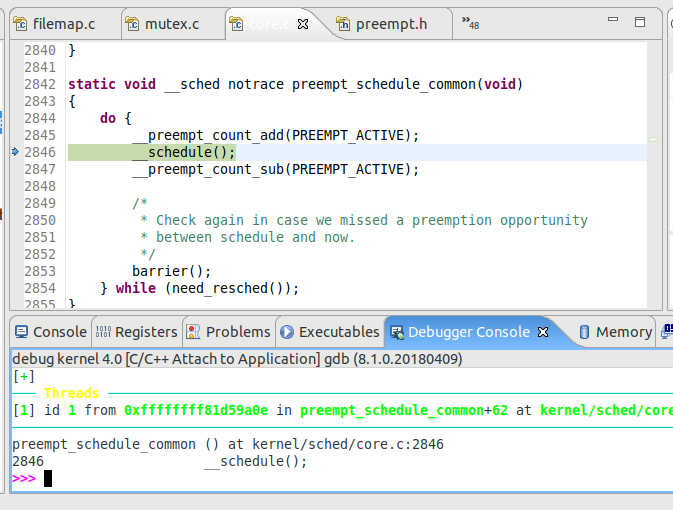 filemap.c mutex.c core.c preempt.h »48
2840 }
2841
2842 static void __sched notrace preempt_schedule_common(void)
2843 {
2844     do {
2845         __preempt_count_add(PREEMPT_ACTIVE);
2846         __schedule();
2847         __preempt_count_sub(PREEMPT_ACTIVE);
2848
2849         /*
2850          * Check again in case we missed a preemption opportunity
2851          * between schedule and now.
2852          */
2853         barrier();
2854     } while (need_resched());
2855 }
Console Registers Problems Executables Debugger Console Memory
debug kernel 4.0 [C/C++ Attach to Application] gdb (8.1.0.20180409)
[+]
Threads
[1] id 1 from 0xffffffff81d59a0e in preempt_schedule_common+62 at kernel/sched/core
preempt_schedule_common () at kernel/sched/core.c:2846
2846                    __schedule();
>>>